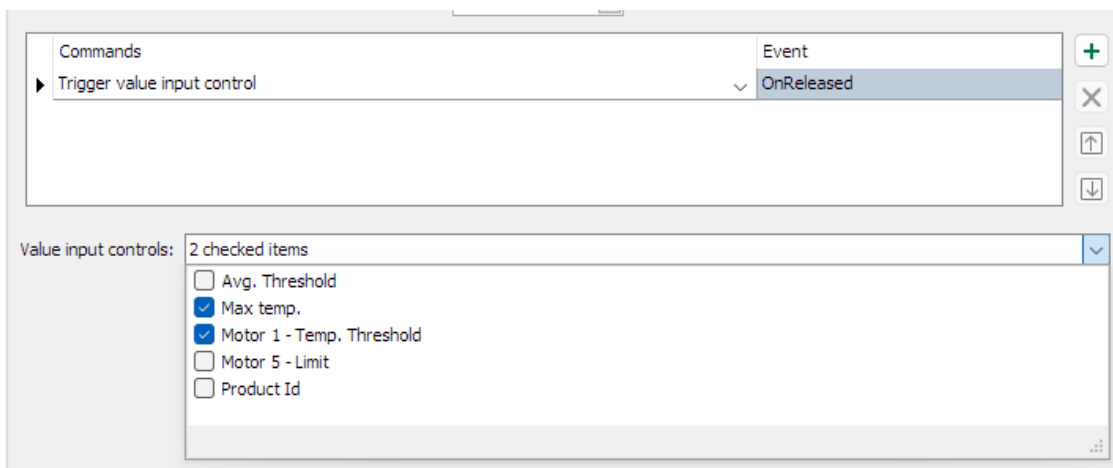 Commands Event
Trigger value input control OnReleased
Value input controls: 2 checked items
Avg. Threshold
Max temp.
Motor 1 - Temp. Threshold
Motor 5 - Limit
Product Id